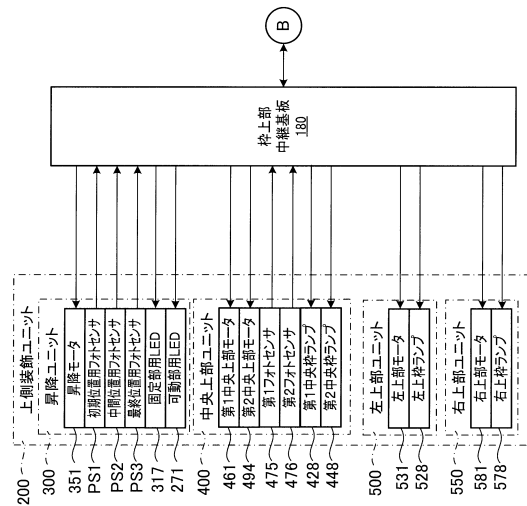 200
上側装飾ユニット
300
昇降ユニット
351
昇降モータ
PS1
初期位置用フォトセンサ
PS2
中間位置用フォトセンサ
PS3
最終位置用フォトセンサ
317
固定部用LED
271
可動部用LED
400
中央上部ユニット
461
第1中央上部モータ
494
第2中央上部モータ
475
第1フォトセンサ
476
第2フォトセンサ
428
第1中央枠ランプ
448
第2中央枠ランプ
500
左上部ユニット
531
左上部モータ
528
左上枠ランプ
550
右上部ユニット
581
右上部モータ
578
右上枠ランプ
枠上部
中継基板
180
B